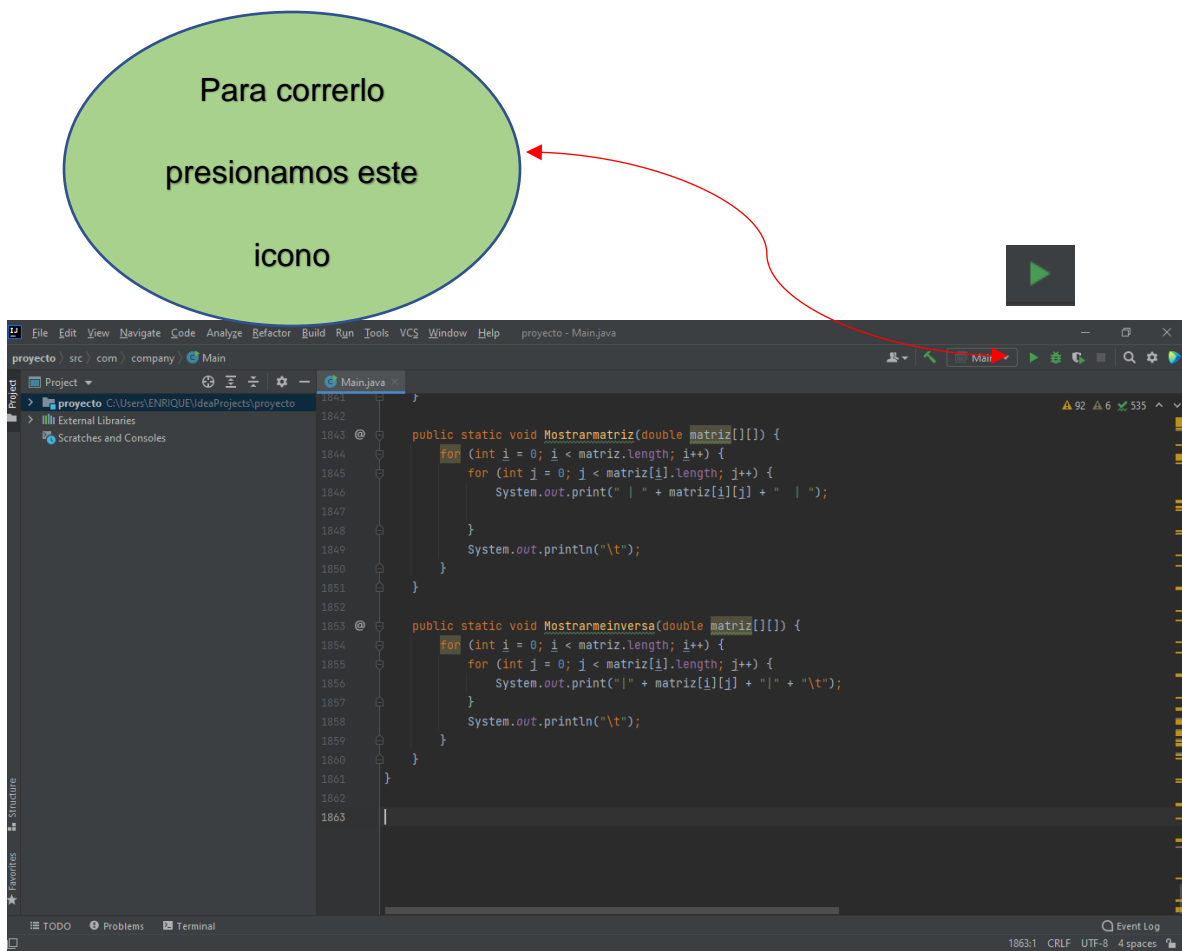 Para correrlo
presionamos este
icono
File Edit View Navigate Code Analyze Refactor Build Run Tools VCS Window Help proyecto - Main.java
proyecto src com company Main
Main
Project
Project
Main.java
proyecto C:\Users\ENRIQUE\IdeaProjects\proyecto
External Libraries
Scratches and Consoles
92 6 535
1841 }
1842
1843 @ public static void Mostrarmatriz(double matriz[][]) {
1844 for (int i = 0; i < matriz.length; i++) {
1845 for (int j = 0; j < matriz[i].length; j++) {
1846 System.out.print(" | " + matriz[i][j] + "  | ");
1847
1848 }
1849 System.out.println("\t");
1850 }
1851 }
1852
1853 @ public static void Mostrarmeinversa(double matriz[][]) {
1854 for (int i = 0; i < matriz.length; i++) {
1855 for (int j = 0; j < matriz[i].length; j++) {
1856 System.out.print("|" + matriz[i][j] + "|" + "\t");
1857 }
1858 System.out.println("\t");
1859 }
1860 }
1861 }
1862
1863
Structure
Favorites
TODO Problems Terminal
Event Log
1863:1 CRLF UTF-8 4 spaces